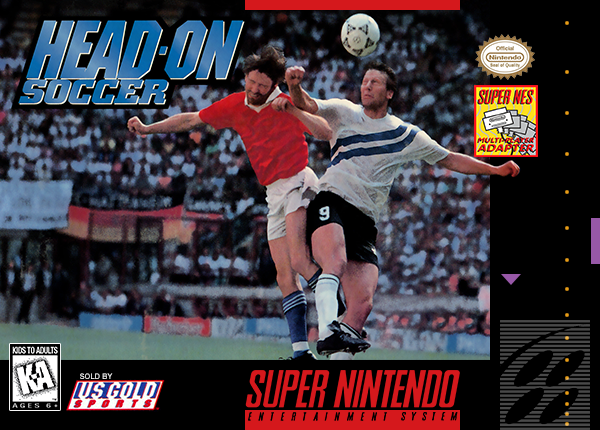 HEAD-ON
SOCCER
Official
Nintendo
Seal of Quality
SUPER NES
MULTI-PLAYER
ADAPTER
9
KIDS TO ADULTS
K-A
AGES 6+
SOLD BY
US GOLD
SPORTS
SUPER NINTENDO
ENTERTAINMENT SYSTEM